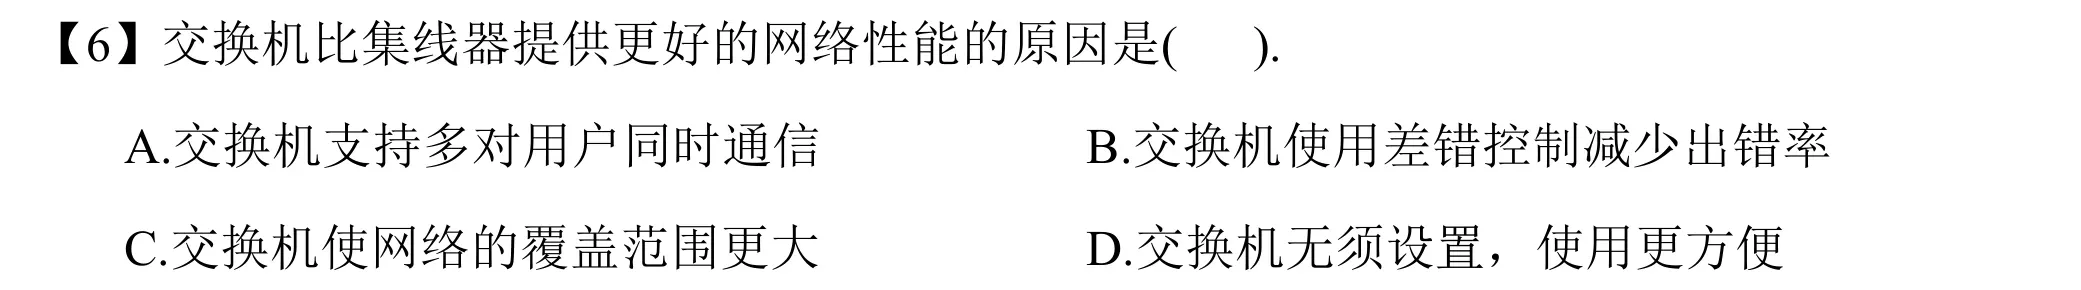 【6】交换机比集线器提供更好的网络性能的原因是(  ).
A.交换机支持多对用户同时通信 B.交换机使用差错控制减少出错率
C.交换机使网络的覆盖范围更大 D.交换机无须设置，使用更方便